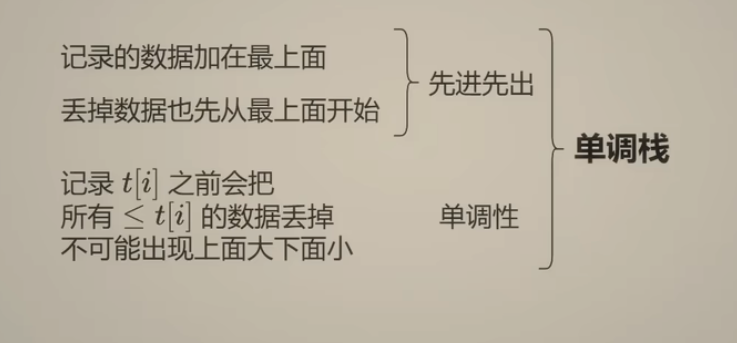 记录的数据加在最上面
丢掉数据也先从最上面开始
先进先出
记录 t[i] 之前会把
所有 ≤ t[i] 的数据丢掉
不可能出现上面大下面小
单调性
单调栈